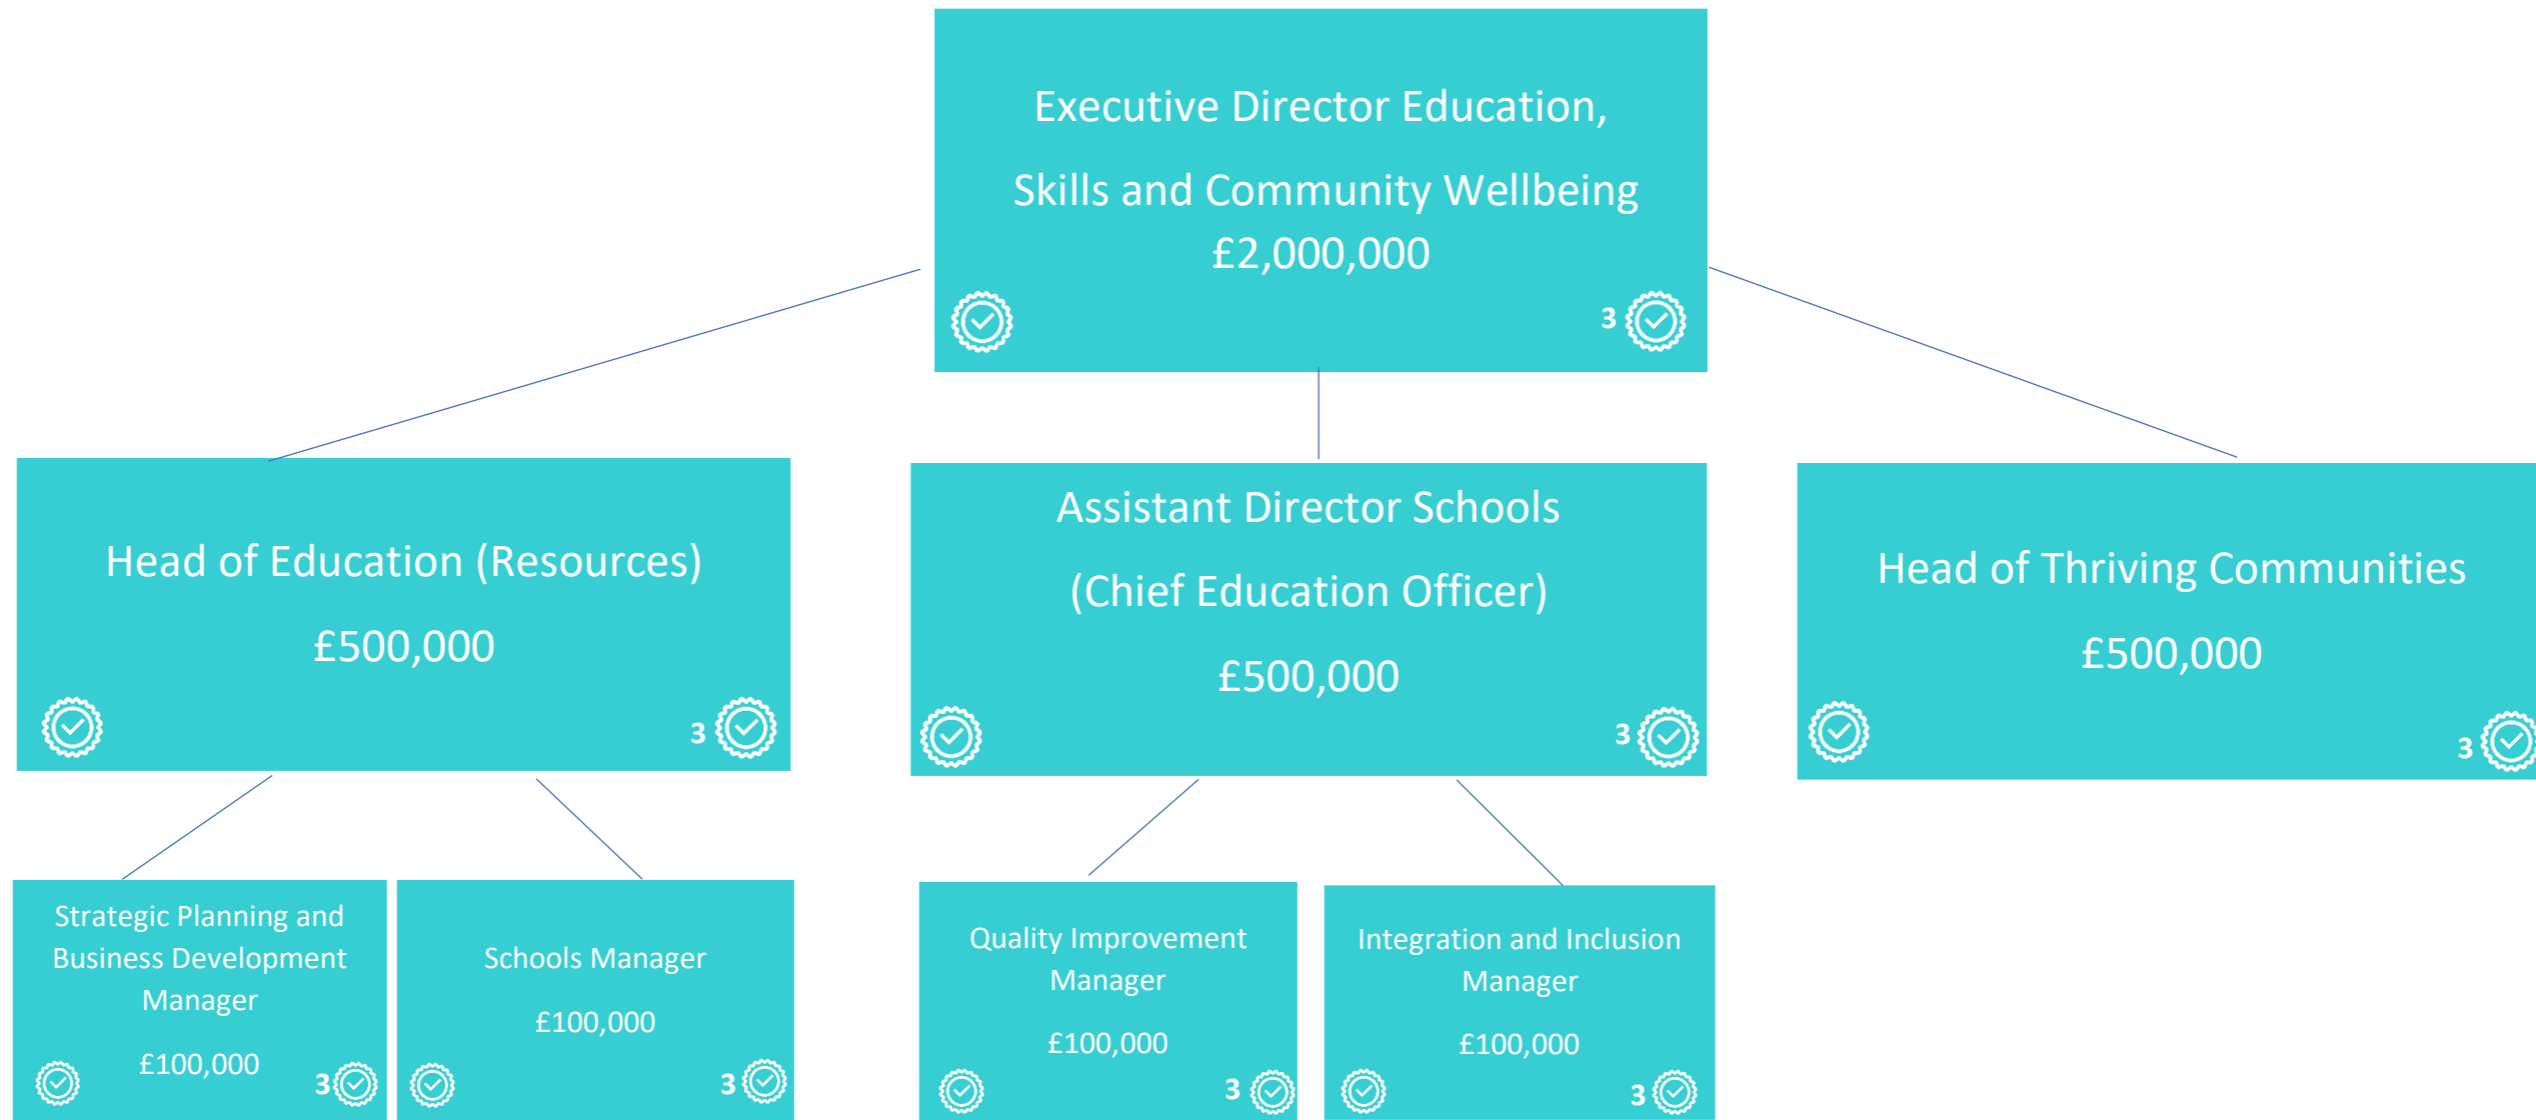 Executive Director Education,
Skills and Community Wellbeing
£2,000,000
3
Head of Education (Resources)
£500,000
3
Assistant Director Schools
(Chief Education Officer)
£500,000
3
Head of Thriving Communities
£500,000
3
Strategic Planning and
Business Development
Manager
£100,000
3
Schools Manager
£100,000
3
Quality Improvement
Manager
£100,000
3
Integration and Inclusion
Manager
£100,000
3